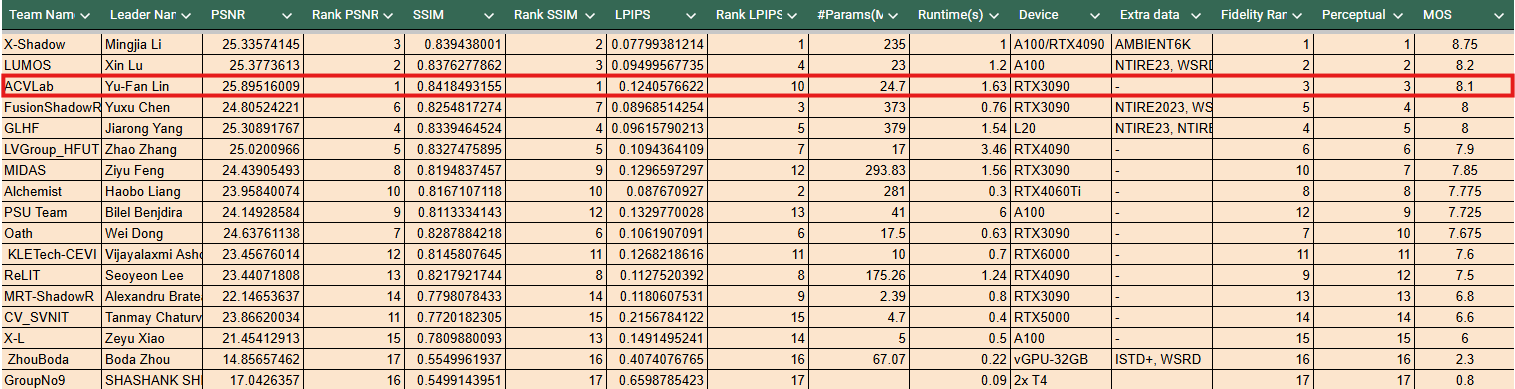 Team Name Leader Nar PSNR Rank PSNR SSIM Rank SSIM LPIPS Rank LPIPS #Params(M Runtime(s) Device Extra data Fidelity Rar Perceptual MOS
X-Shadow Mingjia Li 25.33574145 3 0.839438001 2 0.07799381214 1 235 1 A100/RTX4090 AMBIENT6K 1 1 8.75
LUMOS Xin Lu 25.3773613 2 0.8376277862 3 0.09499567735 4 23 1.2 A100 NTIRE23, WSRD 2 2 8.2
ACVLab Yu-Fan Lin 25.89516009 1 0.8418493155 1 0.1240576622 10 24.7 1.63 RTX3090 - 3 3 8.1
FusionShadowR Yuxu Chen 24.80524221 6 0.8254817274 7 0.08968514254 3 373 0.76 RTX3090 NTIRE2023, WS 5 4 8
GLHF Jiarong Yang 25.30891767 4 0.8339464524 4 0.09615790213 5 379 1.54 L20 NTIRE23, NTIRE 4 5 8
LVGroup_HFUT Zhao Zhang 25.0200966 5 0.8327475895 5 0.1094364109 7 17 3.46 RTX4090 - 6 6 7.9
MIDAS Ziyu Feng 24.43905493 8 0.8194837457 9 0.1296597297 12 293.83 1.56 RTX3090 - 10 7 7.85
Alchemist Haobo Liang 23.95840074 10 0.8167107118 10 0.087670927 2 281 0.3 RTX4060Ti - 8 8 7.775
PSU Team Bilel Benjdira 24.14928584 9 0.8113334143 12 0.1329770028 13 41 6 A100 - 12 9 7.725
Oath Wei Dong 24.63761138 7 0.8287884218 6 0.1061907091 6 17.5 0.63 RTX3090 - 7 10 7.675
KLETech-CEVI Vijayalaxmi Asho 23.45676014 12 0.8145807645 11 0.1268218616 11 10 0.7 RTX6000 - 11 11 7.6
ReLIT Seoyeon Lee 23.44071808 13 0.8217921744 8 0.1127520392 8 175.26 1.24 RTX4090 - 9 12 7.5
MRT-ShadowR Alexandru Bratea 22.14653637 14 0.7798078433 14 0.1180607531 9 2.39 0.8 RTX3090 - 13 13 6.8
CV_SVNIT Tanmay Chaturv 23.86620034 11 0.7720182305 15 0.2156784122 15 4.7 0.4 RTX5000 - 14 14 6.6
X-L Zeyu Xiao 21.45412913 15 0.7809880093 13 0.1491495241 14 5 0.5 A100 - 15 15 6
ZhouBoda Boda Zhou 14.85657462 17 0.5549961937 16 0.4074076765 16 67.07 0.22 vGPU-32GB ISTD+, WSRD 16 16 2.3
GroupNo9 SHASHANK SHI 17.0426357 16 0.5499143951 17 0.6598785423 17 0.09 2x T4 17 17 0.8